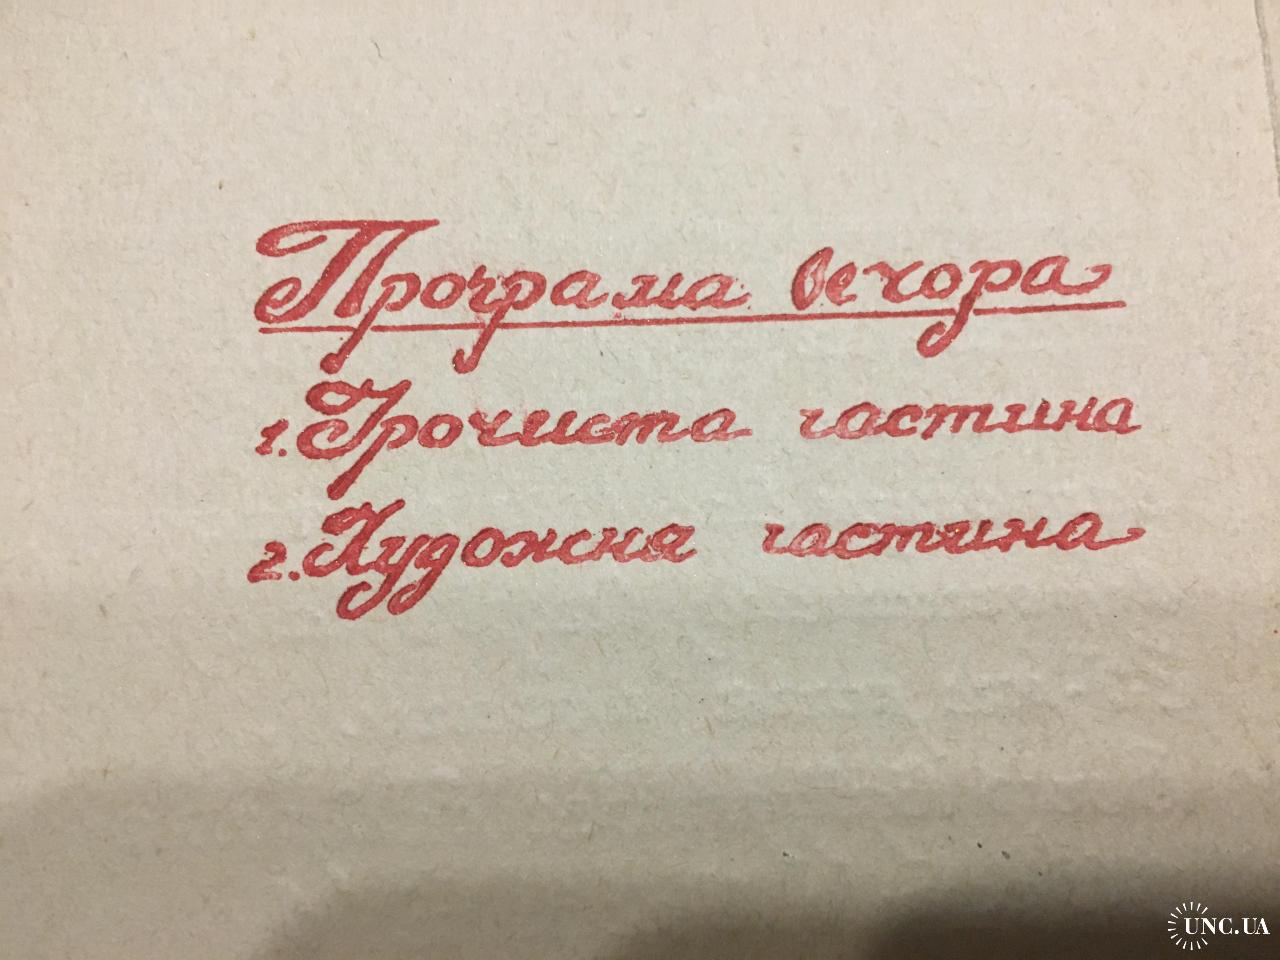 Програма вечора
1. Урочиста частина
2. Художня частина
UNC.UA